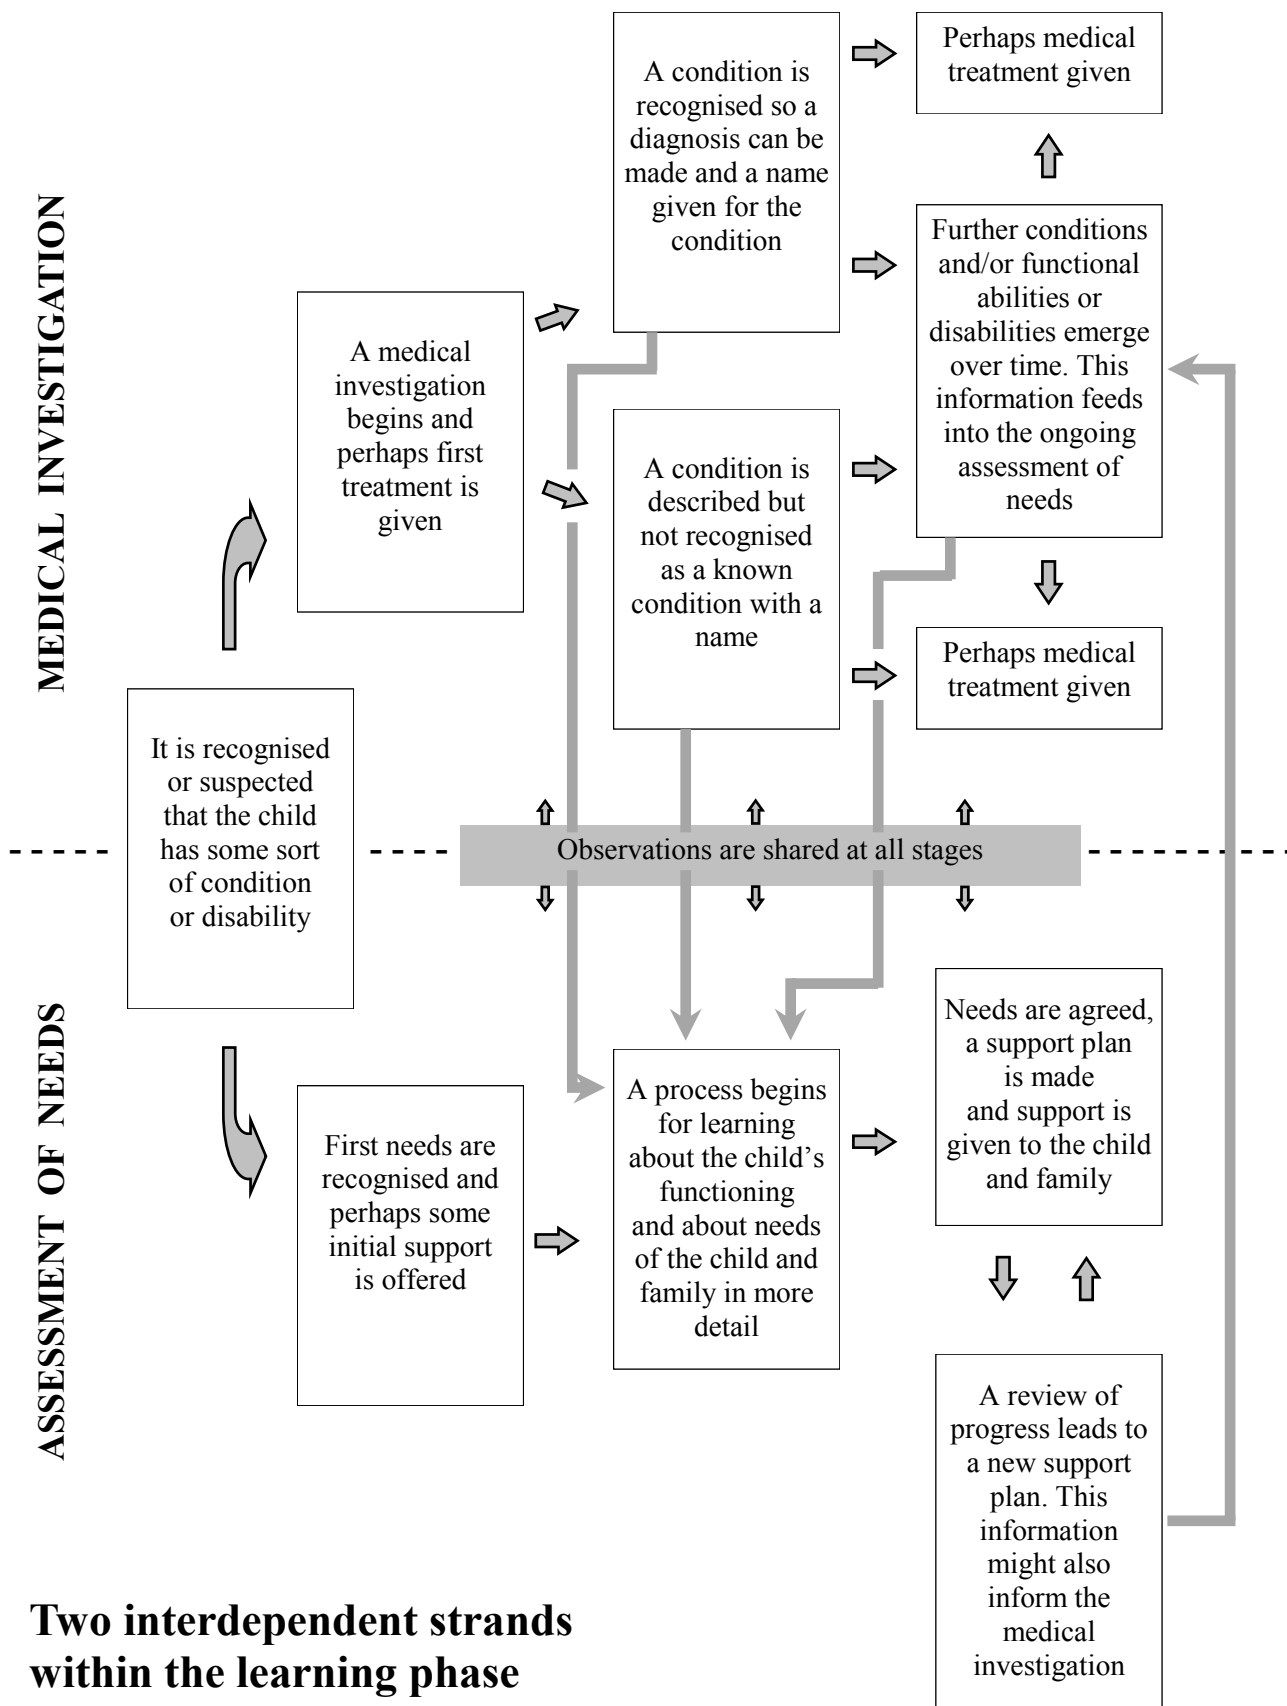 MEDICAL INVESTIGATION
A condition is
recognised so a
diagnosis can be
made and a name
given for the
condition
Perhaps medical
treatment given
A medical
investigation
begins and
perhaps first
treatment is
given
Further conditions
and/or functional
abilities or
disabilities emerge
over time. This
information feeds
into the ongoing
assessment of
needs
A condition is
described but
not recognised
as a known
condition with a
name
Perhaps medical
treatment given
It is recognised
or suspected
that the child
has some sort
of condition
or disability
Observations are shared at all stages
ASSESSMENT OF NEEDS
First needs are
recognised and
perhaps some
initial support
is offered
A process begins
for learning
about the child’s
functioning
and about needs
of the child and
family in more
detail
Needs are agreed,
a support plan
is made
and support is
given to the child
and family
A review of
progress leads to
a new support
plan. This
information
might also
inform the
medical
investigation
Two interdependent strands
within the learning phase